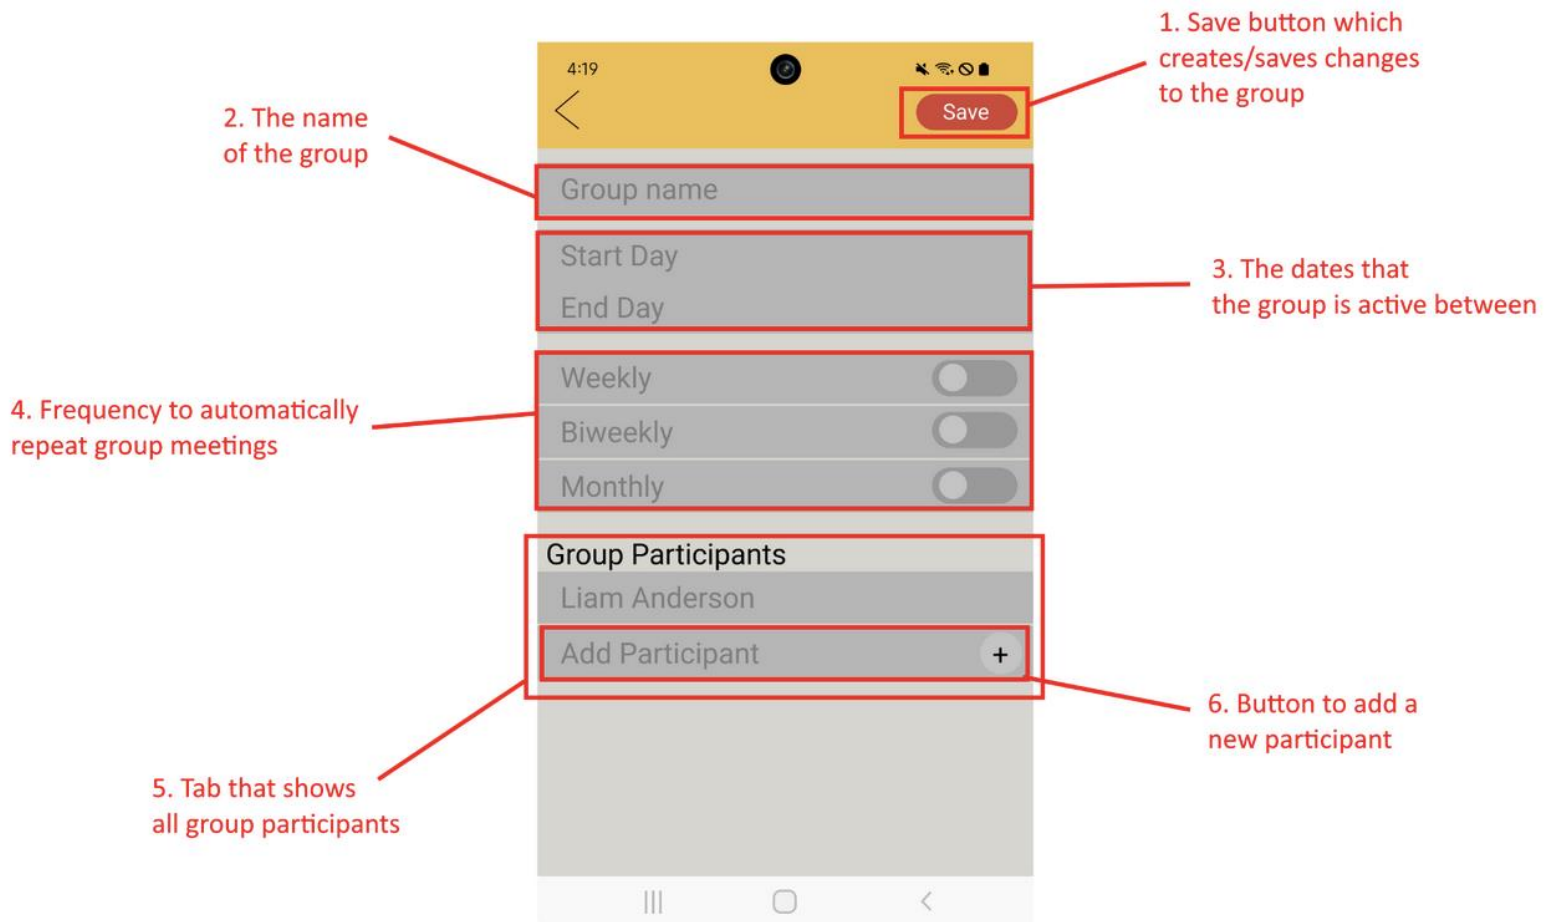 1. Save button which
creates/saves changes
to the group
4:19
Save
2. The name
of the group
Group name
Start Day
End Day
3. The dates that
the group is active between
Weekly
Biweekly
Monthly
4. Frequency to automatically
repeat group meetings
Group Participants
Liam Anderson
Add Participant
+
6. Button to add a
new participant
5. Tab that shows
all group participants